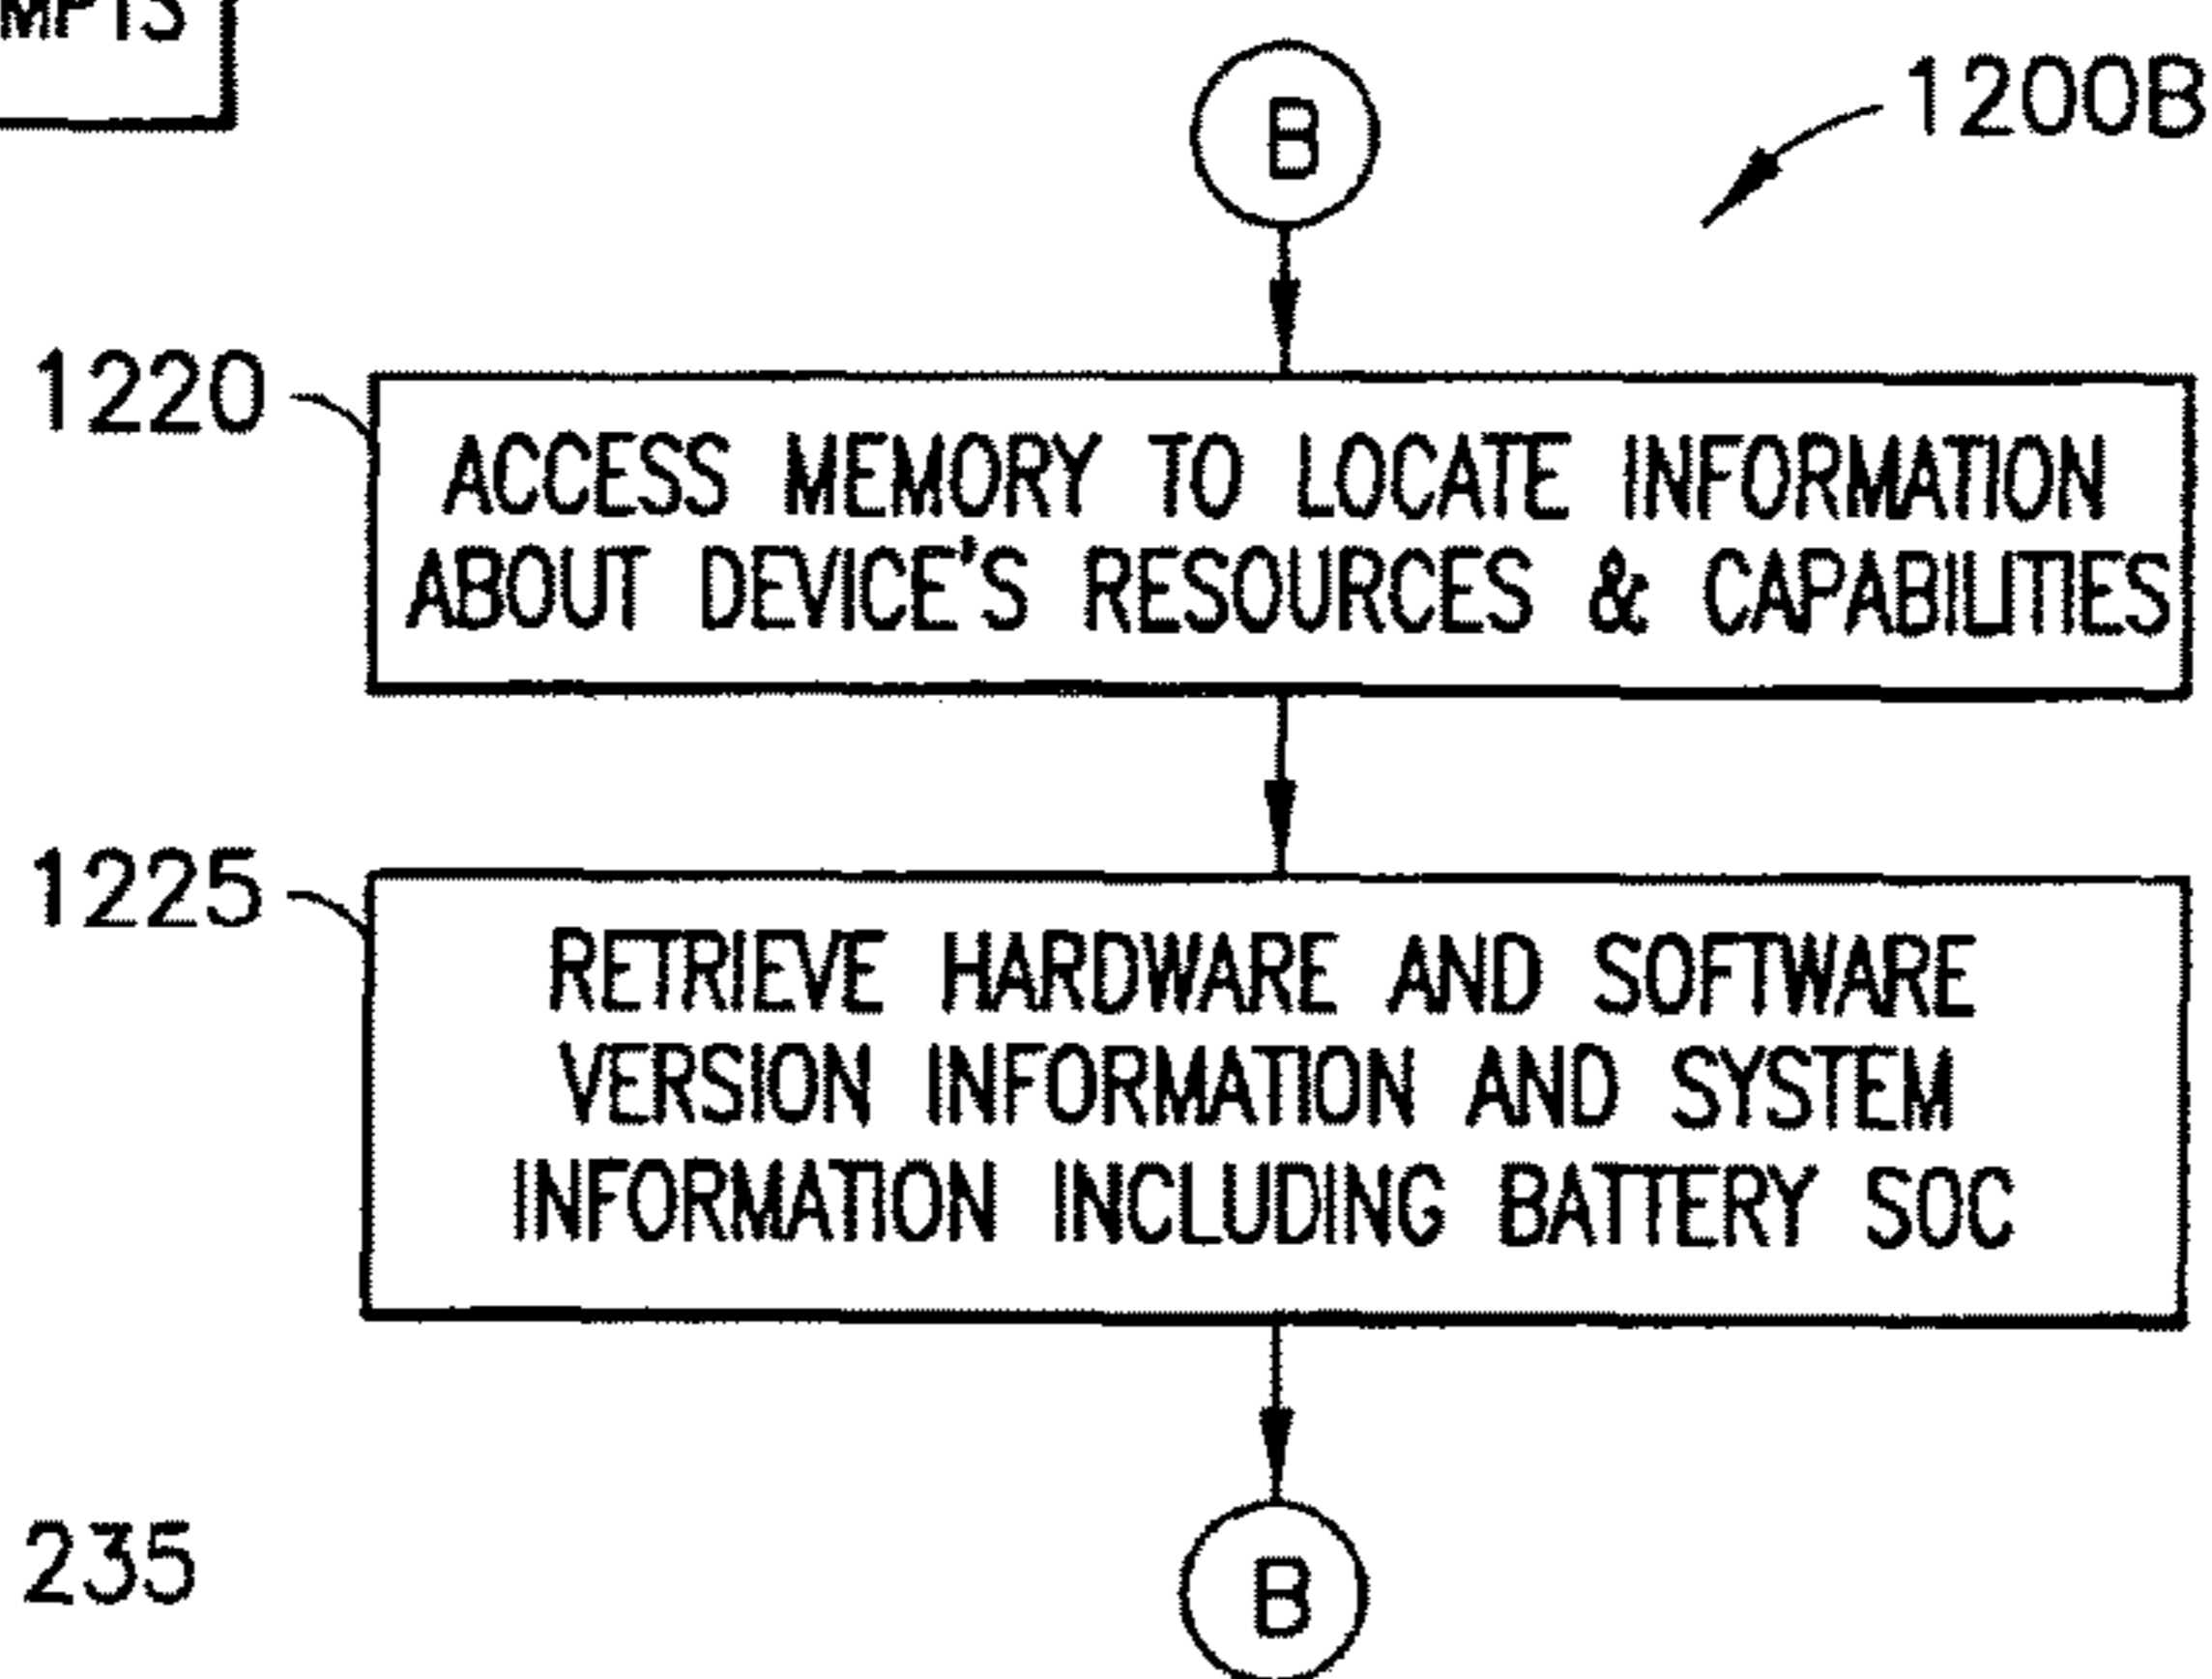 B
1200B
1220
ACCESS MEMORY TO LOCATE INFORMATION
ABOUT DEVICE'S RESOURCES & CAPABILITIES
1225
RETRIEVE HARDWARE AND SOFTWARE
VERSION INFORMATION AND SYSTEM
INFORMATION INCLUDING BATTERY SOC
235
B